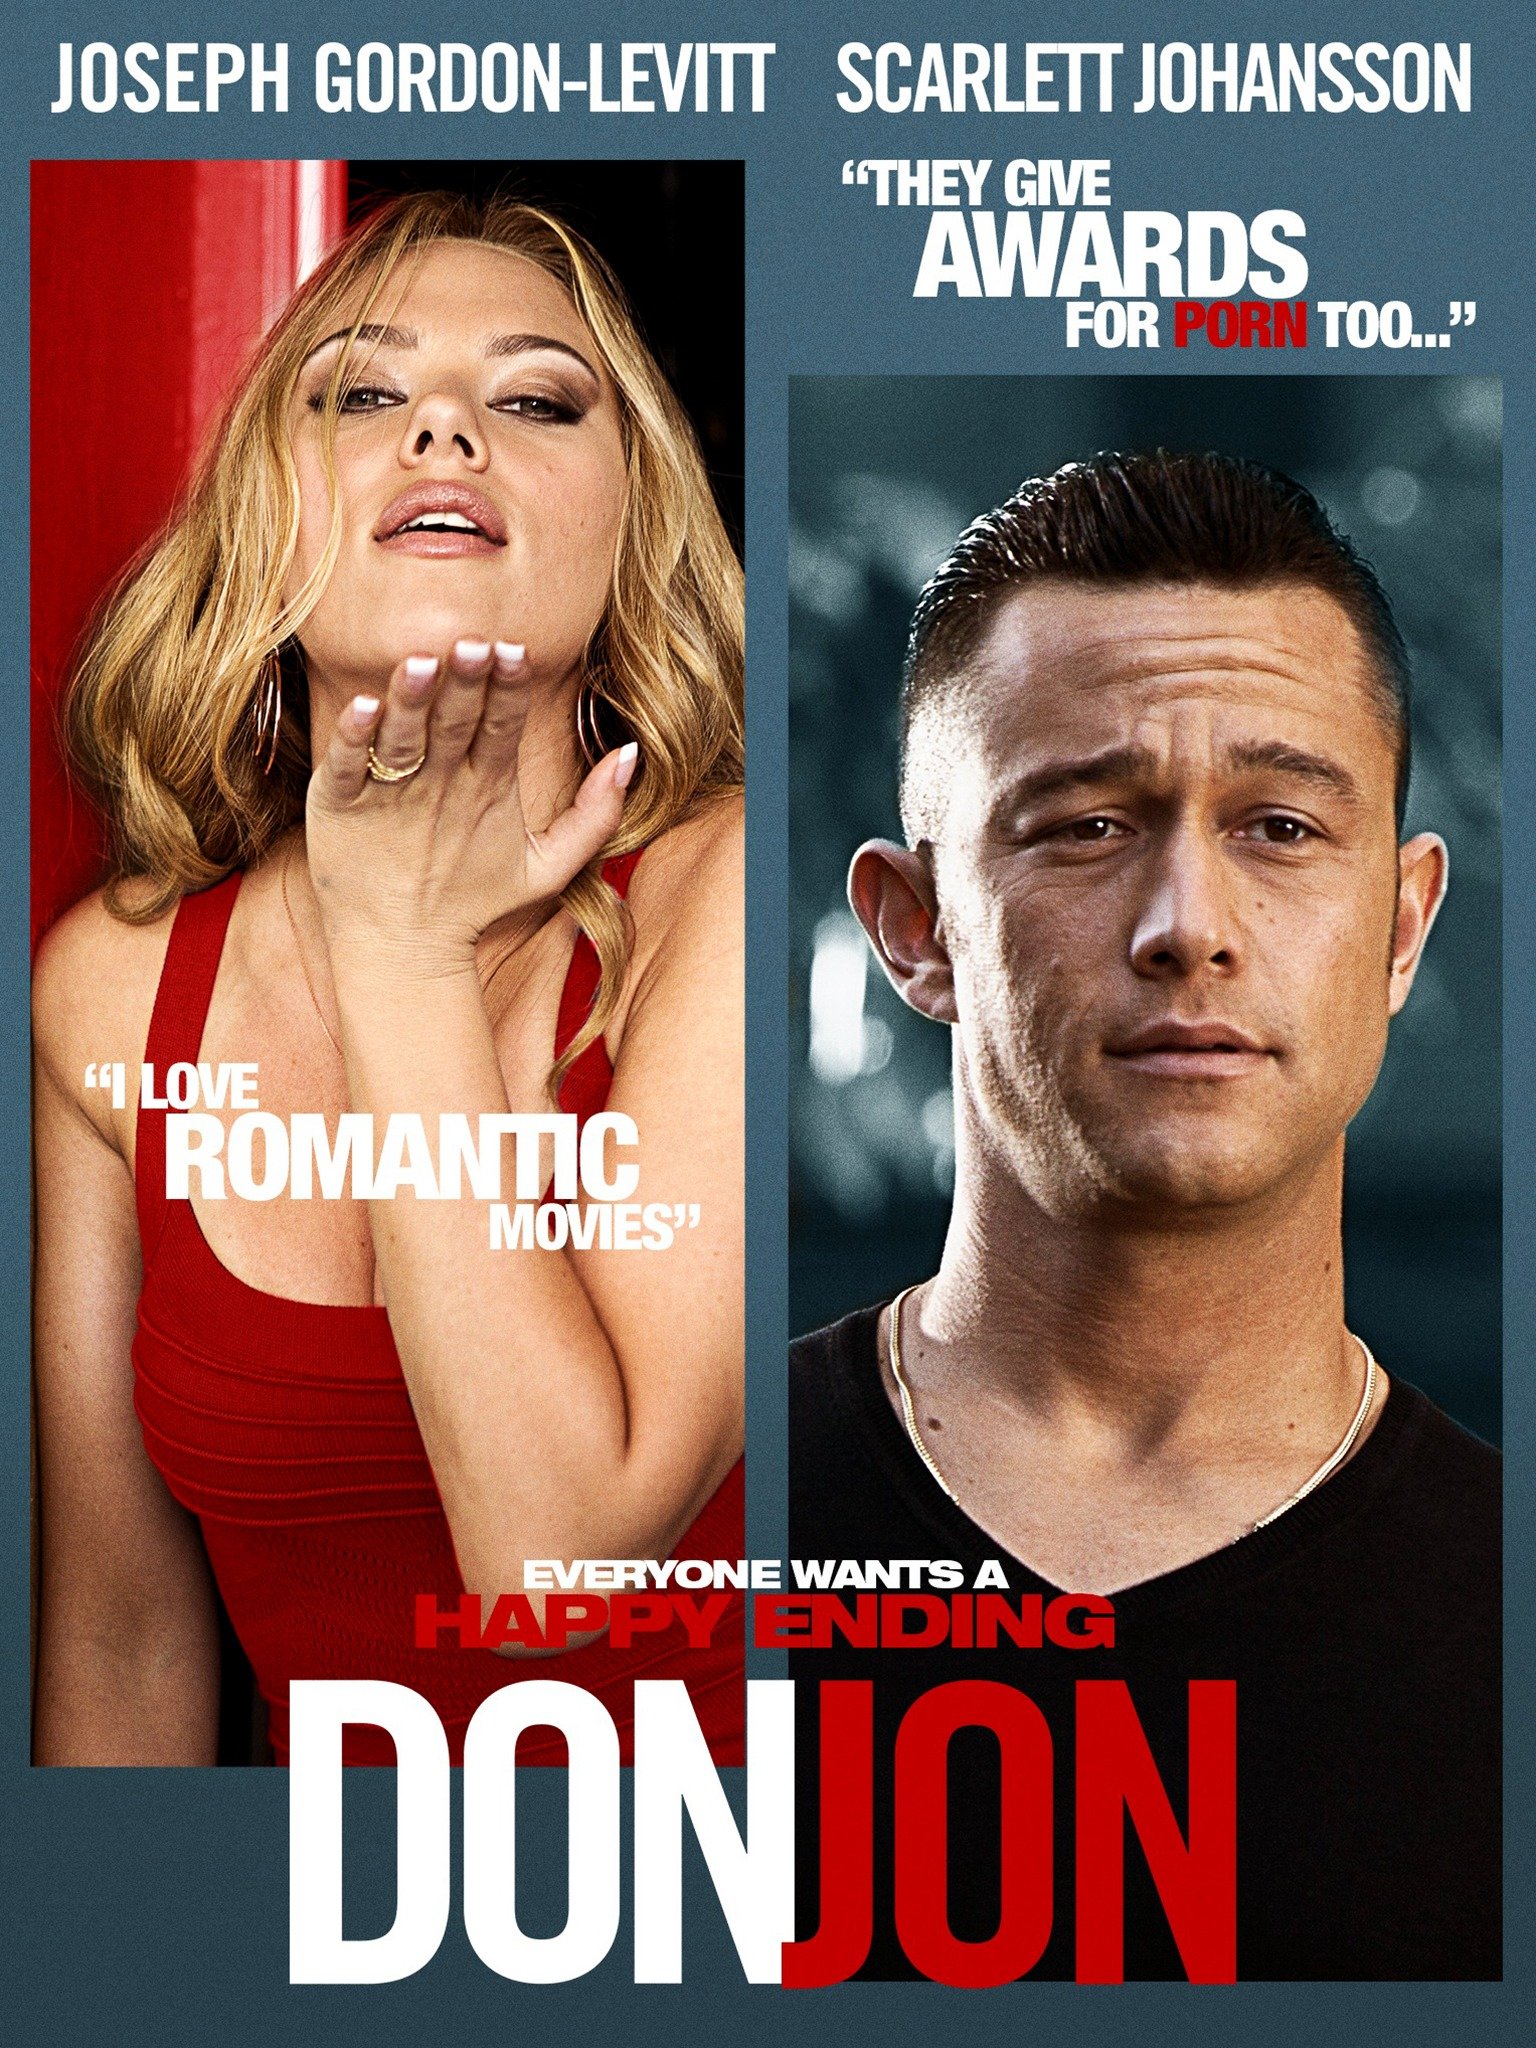 JOSEPH GORDON-LEVITT SCARLETT JOHANSSON
“THEY GIVE
AWARDS
FOR PORN TOO...”
“I LOVE
ROMANTIC
MOVIES”
EVERYONE WANTS A
HAPPY ENDING
DON JON